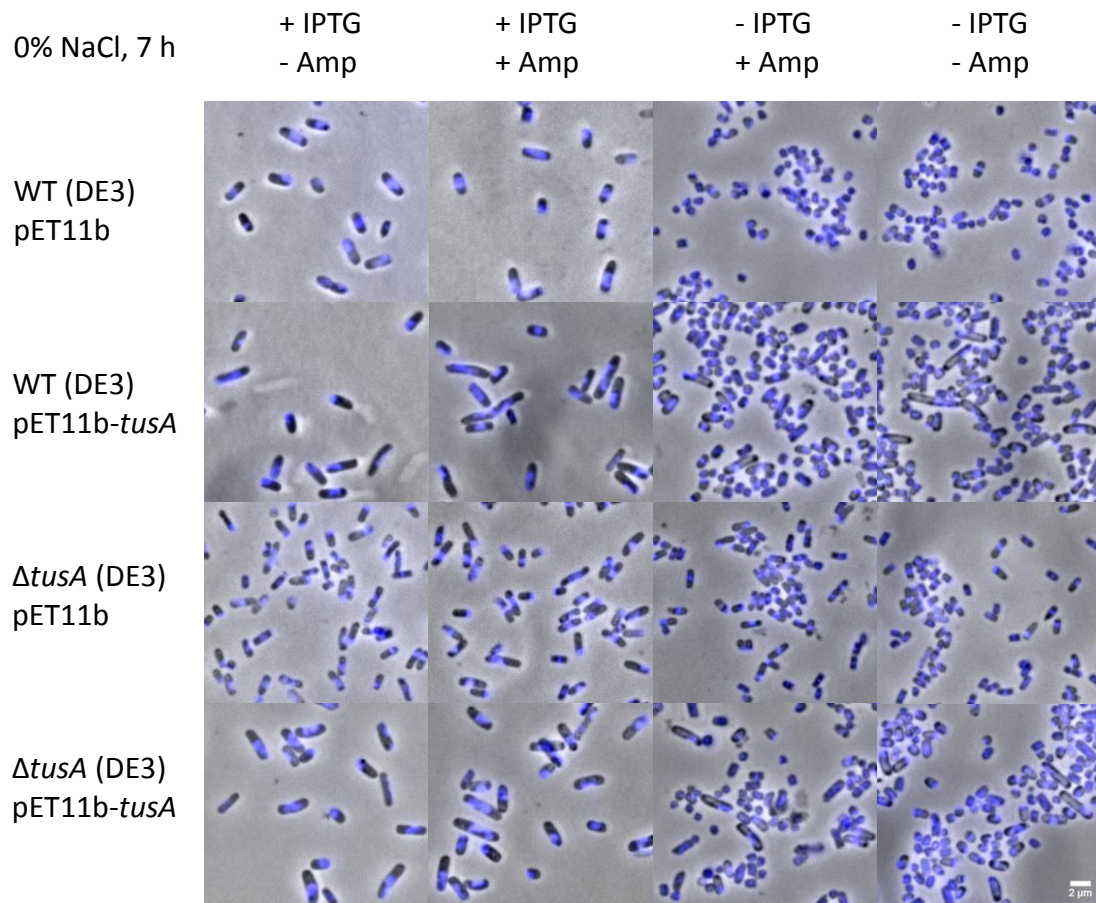 0% NaCl, 7 h
+ IPTG
- Amp
+ IPTG
+ Amp
- IPTG
+ Amp
- IPTG
- Amp
WT (DE3)
pET11b
WT (DE3)
pET11b-tusA
ΔtusA (DE3)
pET11b
ΔtusA (DE3)
pET11b-tusA
2 μm